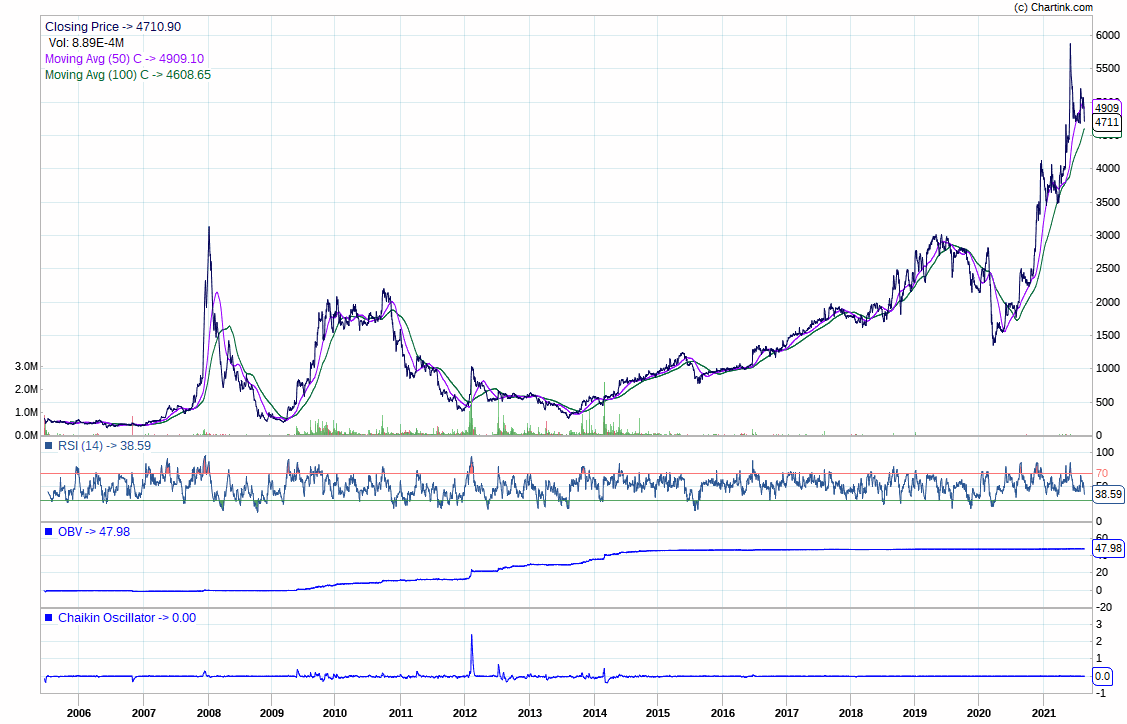 (c) Chartink.com
Closing Price -> 4710.90
Vol: 8.89E-4M
Moving Avg (50) C -> 4909.10
Moving Avg (100) C -> 4608.65
6000
5500
4909
4711
4000
3500
3000
2500
2000
1500
1000
500
0
3.0M
2.0M
1.0M
0.0M
RSI (14) -> 38.59
100
70
50
38.59
0
OBV -> 47.98
60
47.98
20
0
-20
Chaikin Oscillator -> 0.00
3
2
1
0.0
-1
2006 2007 2008 2009 2010 2011 2012 2013 2014 2015 2016 2017 2018 2019 2020 2021